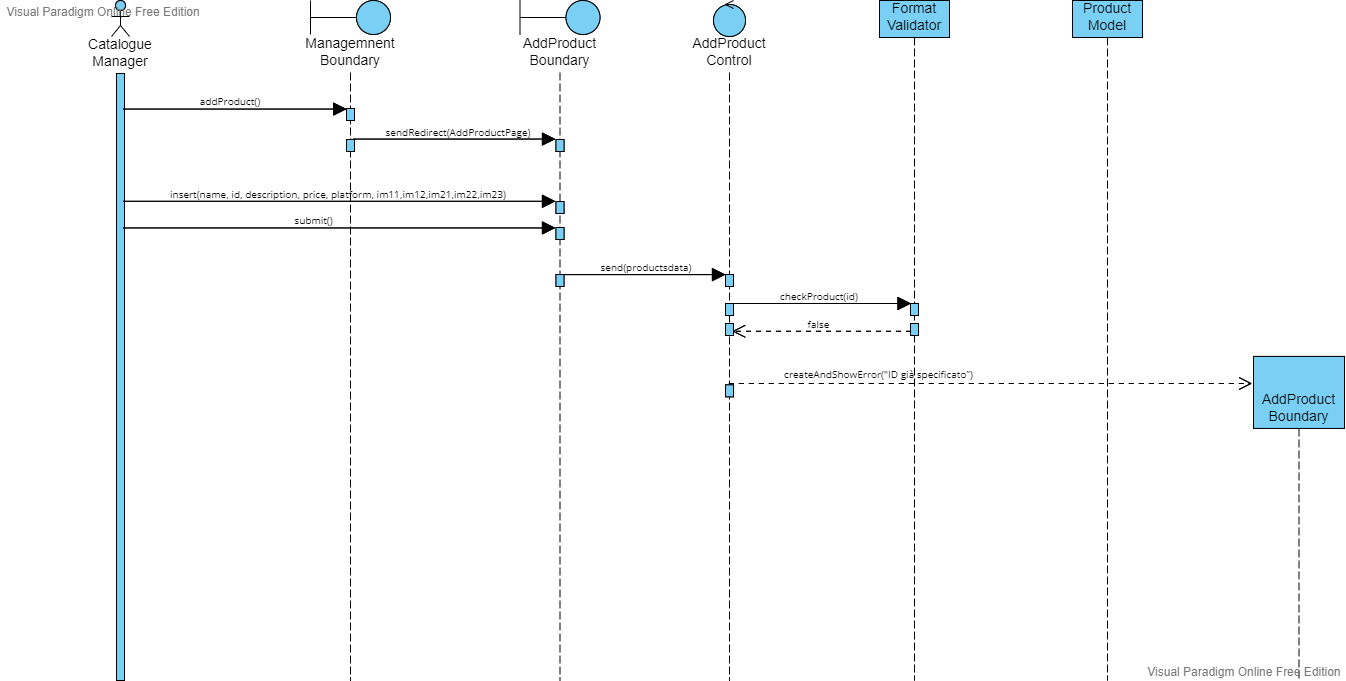 Visual Paradigm Online Free Edition
Catalogue
Manager
Managemnent
Boundary
AddProduct
Boundary
AddProduct
Control
Format
Validator
Product
Model
addProduct()
sendRedirect(AddProductPage)
insert(name, id, description, price, platform, im11,im12,im21,im22,im23)
submit()
send(productsdata)
checkProduct(id)
false
createAndShowError("ID già specificato")
AddProduct
Boundary
Visual Paradigm Online Free Edition